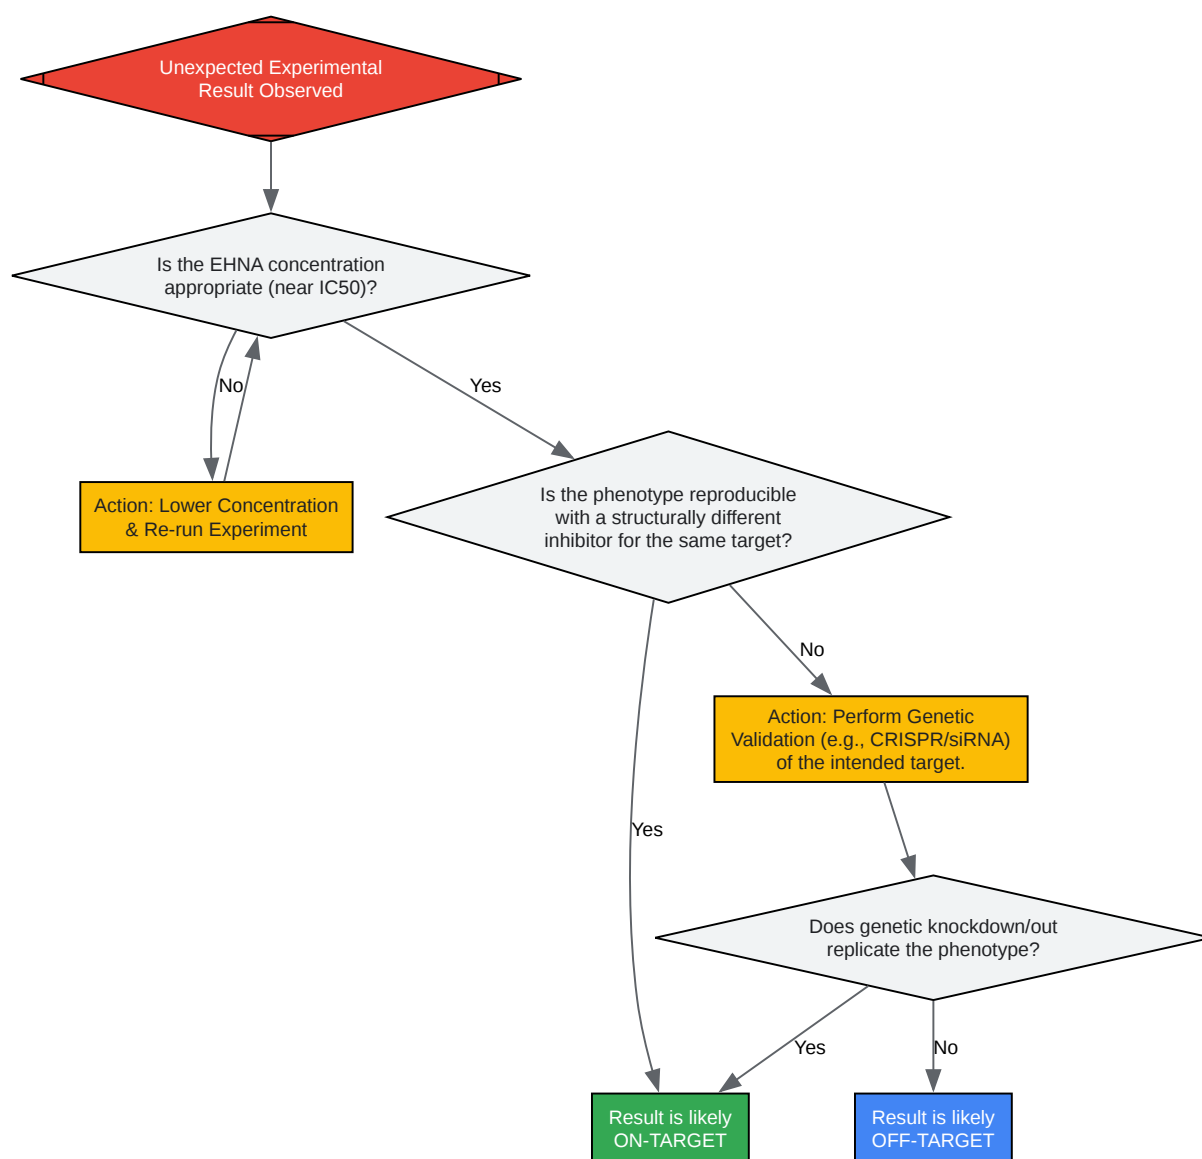 Unexpected Experimental
Result Observed
Is the EHNA concentration
appropriate (near IC50)?
No
Yes
Action: Lower Concentration
& Re-run Experiment
Is the phenotype reproducible
with a structurally different
inhibitor for the same target?
No
Action: Perform Genetic
Validation (e.g., CRISPR/siRNA)
of the intended target.
Yes
Does genetic knockdown/out
replicate the phenotype?
Yes
No
Result is likely
ON-TARGET
Result is likely
OFF-TARGET